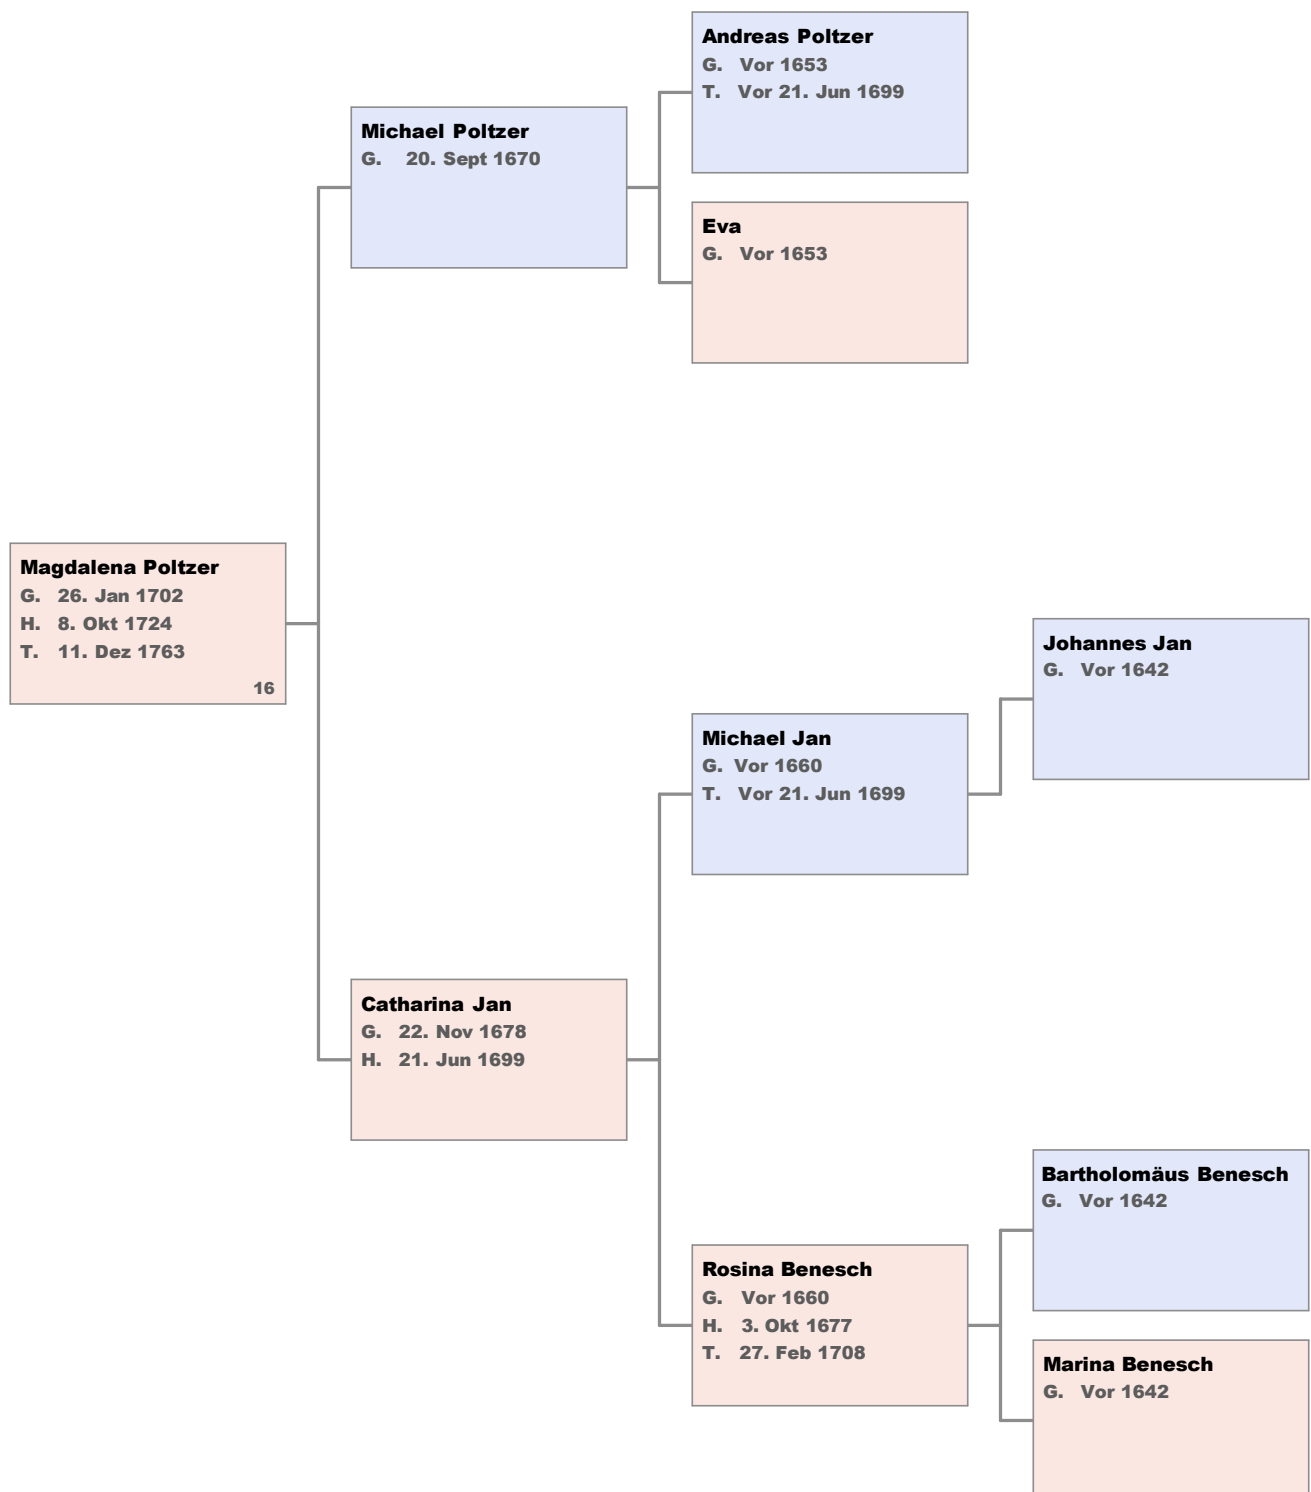 Andreas Poltzer
G. Vor 1653
T. Vor 21. Jun 1699
Michael Poltzer
G. 20. Sept 1670
Eva
G. Vor 1653
Magdalena Poltzer
G. 26. Jan 1702
H. 8. Okt 1724
T. 11. Dez 1763
16
Johannes Jan
G. Vor 1642
Michael Jan
G. Vor 1660
T. Vor 21. Jun 1699
Catharina Jan
G. 22. Nov 1678
H. 21. Jun 1699
Bartholomäus Benesch
G. Vor 1642
Rosina Benesch
G. Vor 1660
H. 3. Okt 1677
T. 27. Feb 1708
Marina Benesch
G. Vor 1642